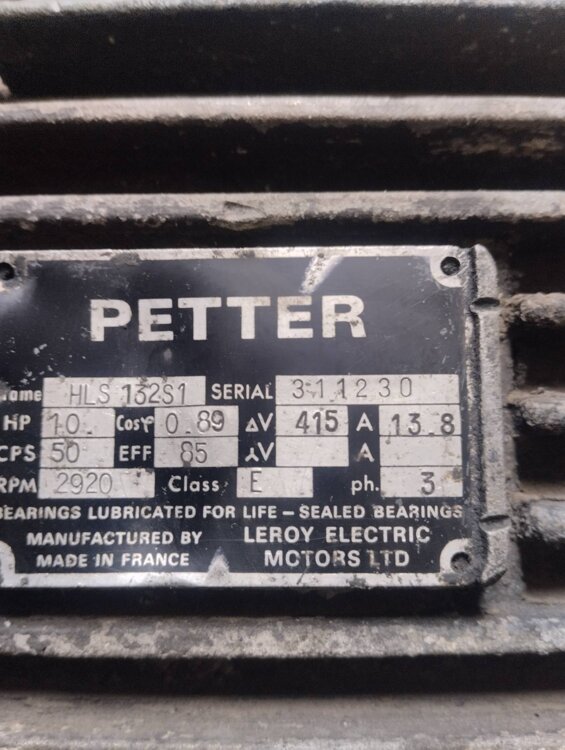 PETTER
Frame HLS 132S1 SERIAL 311230
HP 10. Cosφ 0.89 ΔV 415 A 13.8
CPS 50 EFF 85 ⅄V A
RPM 2920 Class E ph. 3
BEARINGS LUBRICATED FOR LIFE – SEALED BEARINGS
MANUFACTURED BY LEROY ELECTRIC
MADE IN FRANCE MOTORS LTD